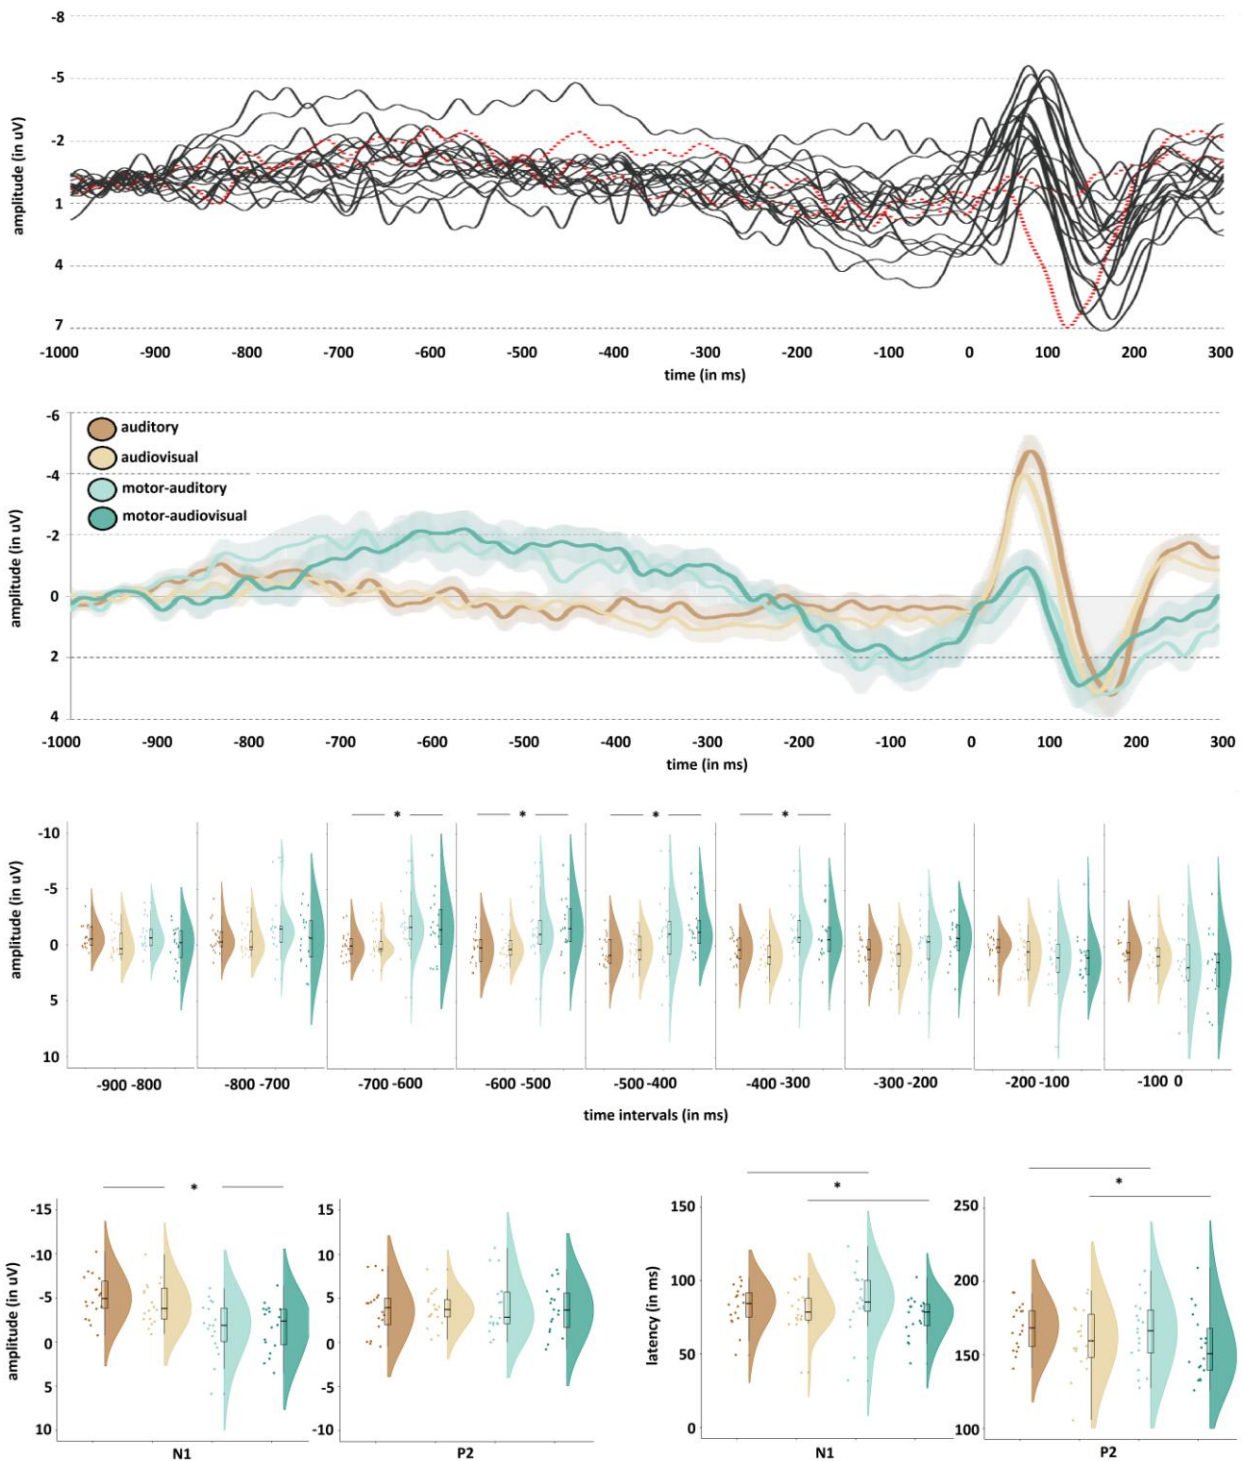 -8
-5
-2
1
4
7
amplitude (in uV)
-1000 -900 -800 -700 -600 -500 -400 -300 -200 -100 0 100 200 300
time (in ms)
-6
-4
-2
0
2
4
amplitude (in uV)
auditory
audiovisual
motor-auditory
motor-audiovisual
-1000 -900 -800 -700 -600 -500 -400 -300 -200 -100 0 100 200 300
time (in ms)
* * * *
-10
-5
0
5
10
amplitude (in uV)
-900 -800 -800 -700 -700 -600 -600 -500 -500 -400 -400 -300 -300 -200 -200 -100 -100 0
time intervals (in ms)
*
-15
-10
-5
0
5
10
amplitude (in uV)
N1
15
10
5
0
-5
-10
P2
*
150
100
50
0
latency (in ms)
N1
*
250
200
150
100
P2